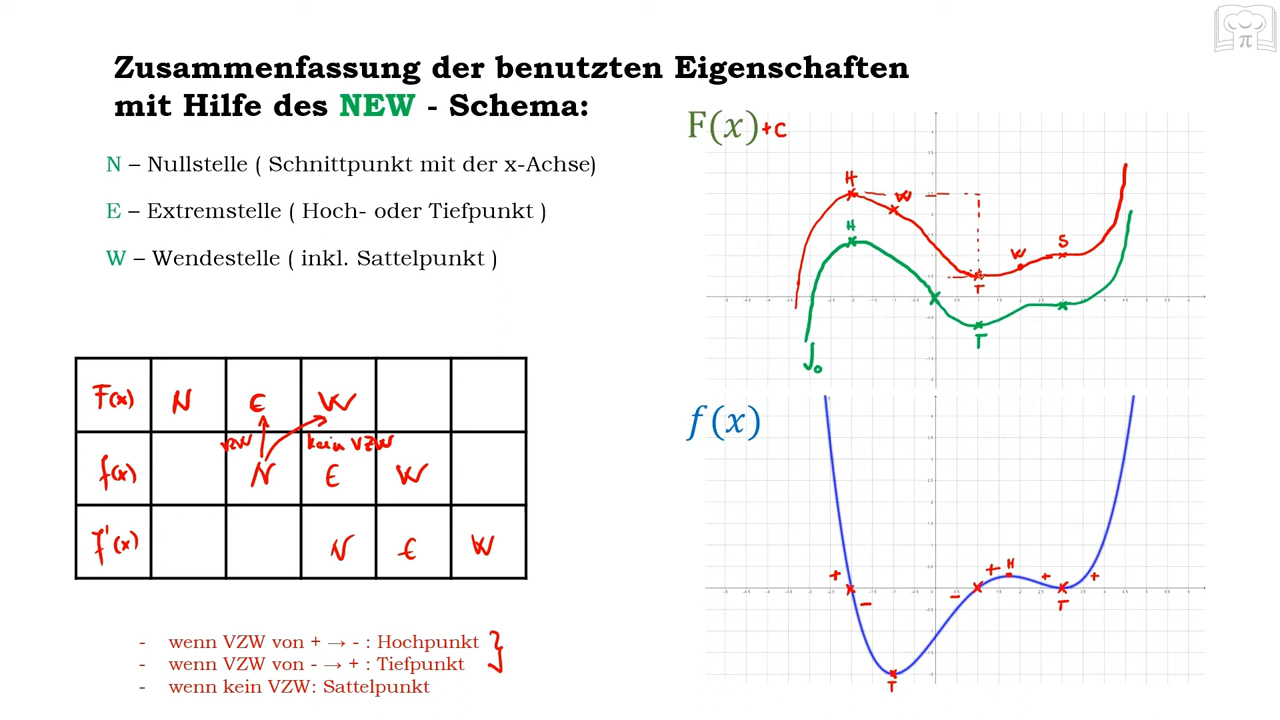 Zusammenfassung der benutzten Eigenschaften
mit Hilfe des NEW - Schema:
N – Nullstelle ( Schnittpunkt mit der x-Achse)
E – Extremstelle ( Hoch- oder Tiefpunkt )
W – Wendestelle ( inkl. Sattelpunkt )
F(x) N E W
VZW kein VZW
f(x) N E W
f'(x) N E W
- wenn VZW von + → - : Hochpunkt
- wenn VZW von - → + : Tiefpunkt
- wenn kein VZW: Sattelpunkt
F(x) +c
H W
H W S
T
T
f(x)
+ - - + H + +
T
T
π